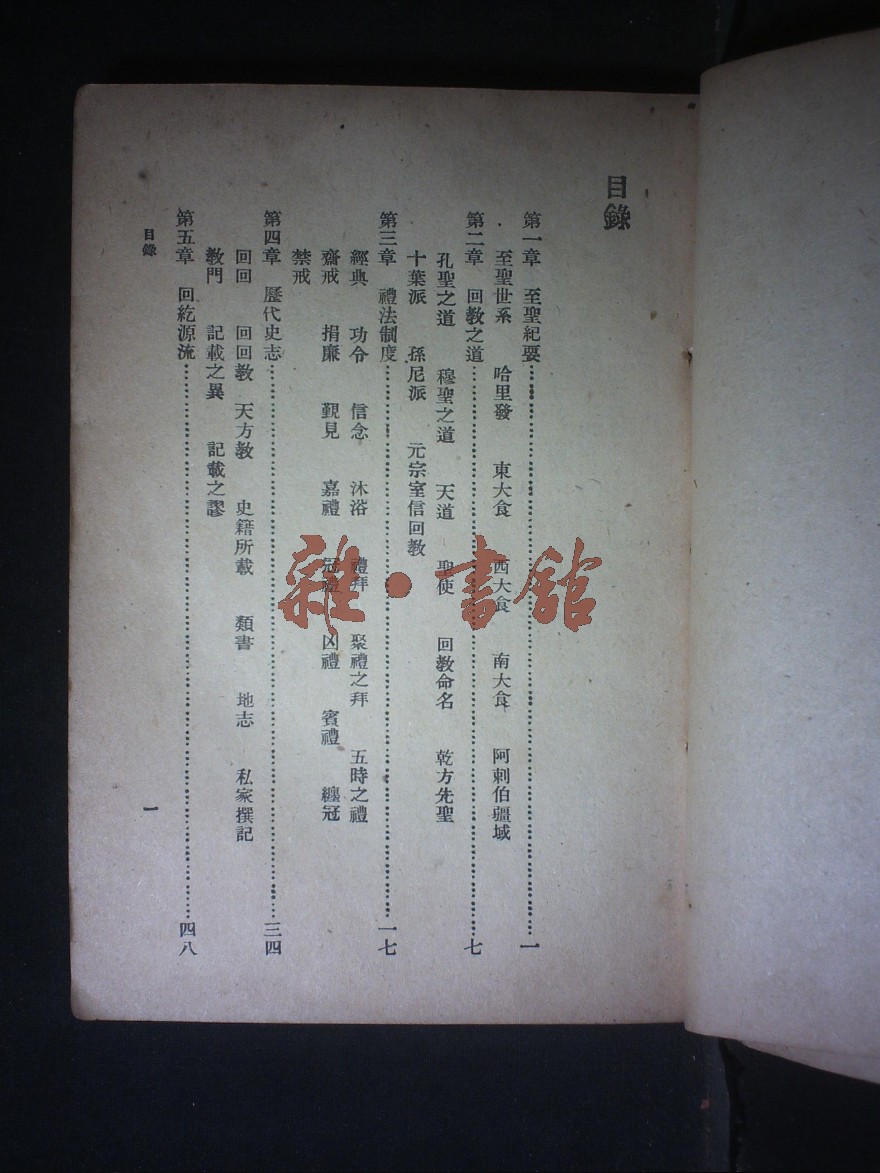 目錄
第一章 至聖紀要……一
至聖世系 哈里發 東大食 西大食 南大食 阿剌伯疆域
第二章 回教之道……七
孔聖之道 穆聖之道 天道 聖使 回教命名 乾方先聖
十葉派 孫尼派 元宗室信回教
第三章 禮法制度……一七
經典 功令 信念 沐浴 禮拜 聚禮之拜 五時之禮
齋戒 捐廉 覲見 嘉禮 冠禮 凶禮 賓禮 纏冠
禁戒
第四章 歷代史志……三四
回回 回回教 天方教 史籍所載 類書 地志 私家撰記
教門 記載之異 記載之謬
第五章 回紇源流……四八
目錄 一
雜·書館